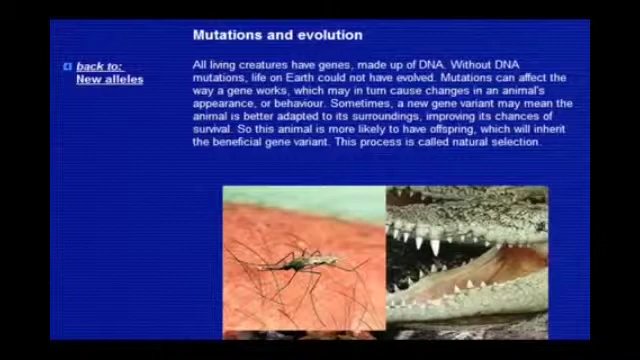 Mutations and evolution
back to:
New alleles
All living creatures have genes, made up of DNA. Without DNA
mutations, life on Earth could not have evolved. Mutations can affect the
way a gene works, which may in turn cause changes in an animal's
appearance, or behaviour. Sometimes, a new gene variant may mean the
animal is better adapted to its surroundings, improving its chances of
survival. So this animal is more likely to have offspring, which will inherit
the beneficial gene variant. This process is called natural selection.